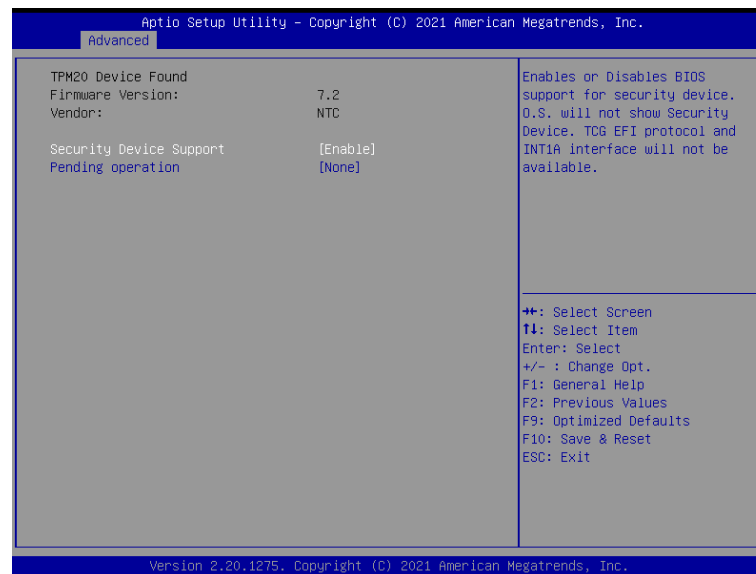 Aptio Setup Utility – Copyright (C) 2021 American Megatrends, Inc.
Advanced
TPM20 Device Found
Firmware Version: 7.2
Vendor: NTC
Security Device Support [Enable]
Pending operation [None]
Enables or Disables BIOS
support for security device.
O.S. will not show Security
Device. TCG EFI protocol and
INT1A interface will not be
available.
→←: Select Screen
↑↓: Select Item
Enter: Select
+/- : Change Opt.
F1: General Help
F2: Previous Values
F9: Optimized Defaults
F10: Save & Reset
ESC: Exit
Version 2.20.1275. Copyright (C) 2021 American Megatrends, Inc.